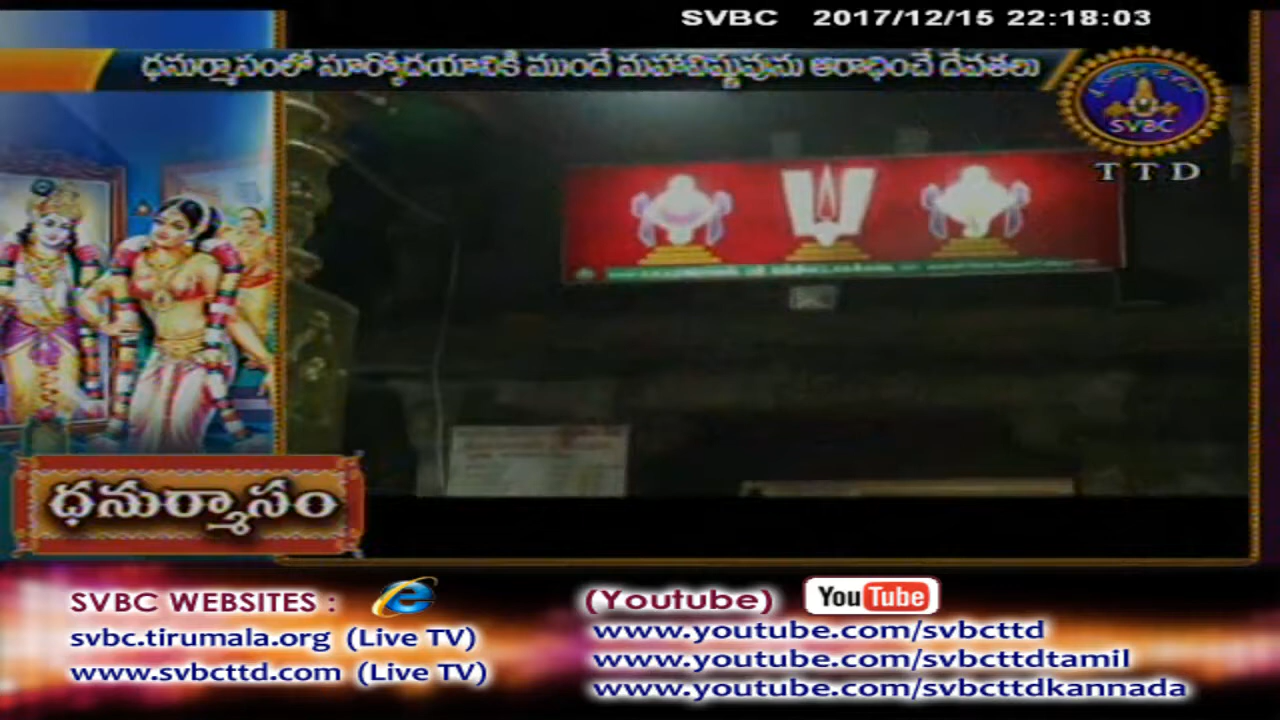 SVBC 2017/12/15 22:18:03
ధనుర్మాసంలో సూర్యోదయానికి ముందే మహావిష్ణువును ఆరాధించే దేవతలు
SVBC
TTD
ధనుర్మాసం
SVBC WEBSITES :
svbc.tirumala.org (Live TV)
www.svbcttd.com (Live TV)
(Youtube) YouTube
www.youtube.com/svbcttd
www.youtube.com/svbcttdtamil
www.youtube.com/svbcttdkannada